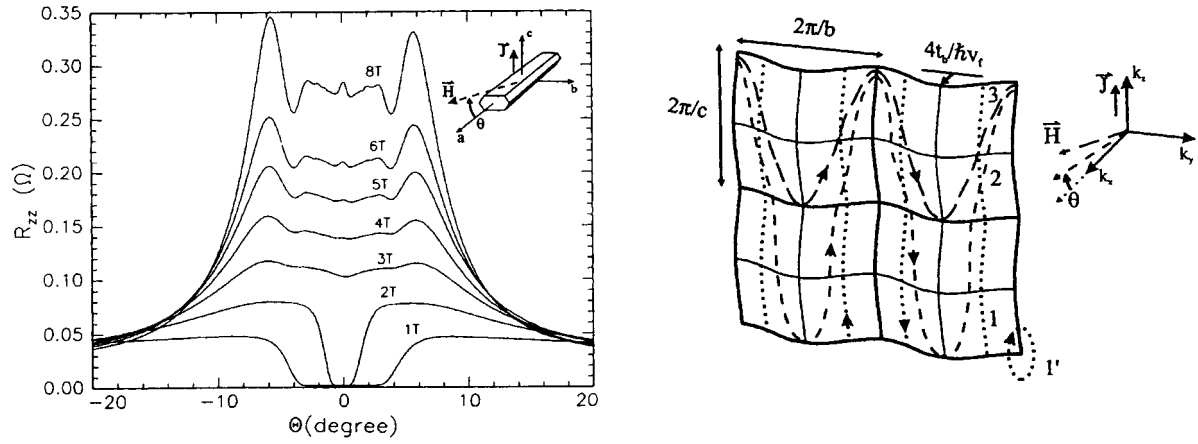 0.35
0.30
0.25
0.20
0.15
0.10
0.05
0.00
R_zz (Ω)
−20
−10
0
10
20
Θ(degree)
8T
6T
5T
4T
3T
2T
1T
J
c
H
b
θ
a
2π/b
4t_b/ħv_f
2π/c
3
2
1
1'
J
k_z
H
k_y
k_x
θ